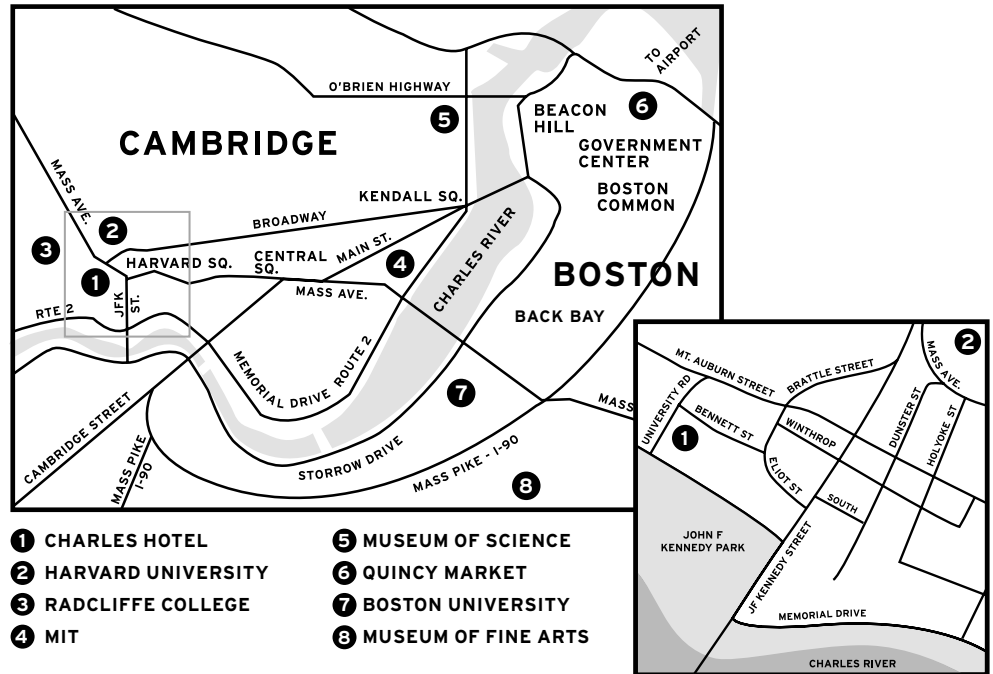 TO
AIRPORT
O'BRIEN HIGHWAY
5
6
BEACON
HILL
CAMBRIDGE
GOVERNMENT
CENTER
MASS AVE.
BOSTON
COMMON
KENDALL SQ.
2
BROADWAY
3
MAIN ST.
CHARLES RIVER
HARVARD SQ.
CENTRAL
SQ.
4
1
BOSTON
JFK
ST.
MASS AVE.
RTE 2
BACK BAY
MEMORIAL DRIVE
ROUTE 2
7
MASS
CAMBRIDGE STREET
MASS PIKE
I-90
STORROW DRIVE
MASS PIKE - I-90
8
2
MT. AUBURN STREET
BRATTLE STREET
MASS AVE.
UNIVERSITY RD
DUNSTER ST
BENNETT ST
HOLYOKE ST
1
WINTHROP
ELIOT ST
SOUTH
JOHN F
KENNEDY PARK
JF KENNEDY STREET
MEMORIAL DRIVE
CHARLES RIVER
1 CHARLES HOTEL
2 HARVARD UNIVERSITY
3 RADCLIFFE COLLEGE
4 MIT
5 MUSEUM OF SCIENCE
6 QUINCY MARKET
7 BOSTON UNIVERSITY
8 MUSEUM OF FINE ARTS